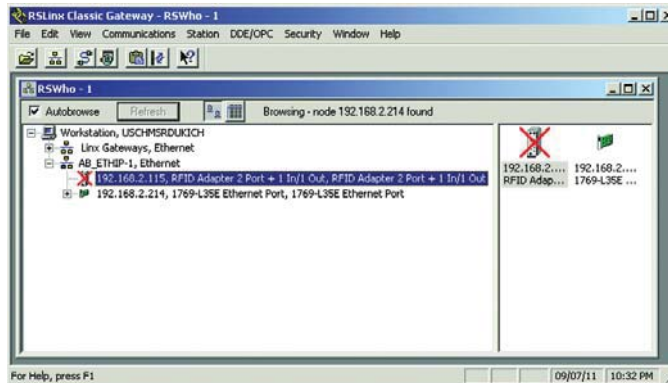 RSLinx Classic Gateway - RSWho - 1
File Edit View Communications Station DDE/OPC Security Window Help
RSWho - 1
Autobrowse Refresh Browsing - node 192.168.2.214 found
Workstation, USCHMSRDUKICH
Linx Gateways, Ethernet
AB_ETHIP-1, Ethernet
192.168.2.115, RFID Adapter 2 Port + 1 In/1 Out, RFID Adapter 2 Port + 1 In/1 Out
192.168.2.214, 1769-L35E Ethernet Port, 1769-L35E Ethernet Port
192.168.2.... 192.168.2....
RFID Adap... 1769-L35E ...
For Help, press F1 09/07/11 10:32 PM